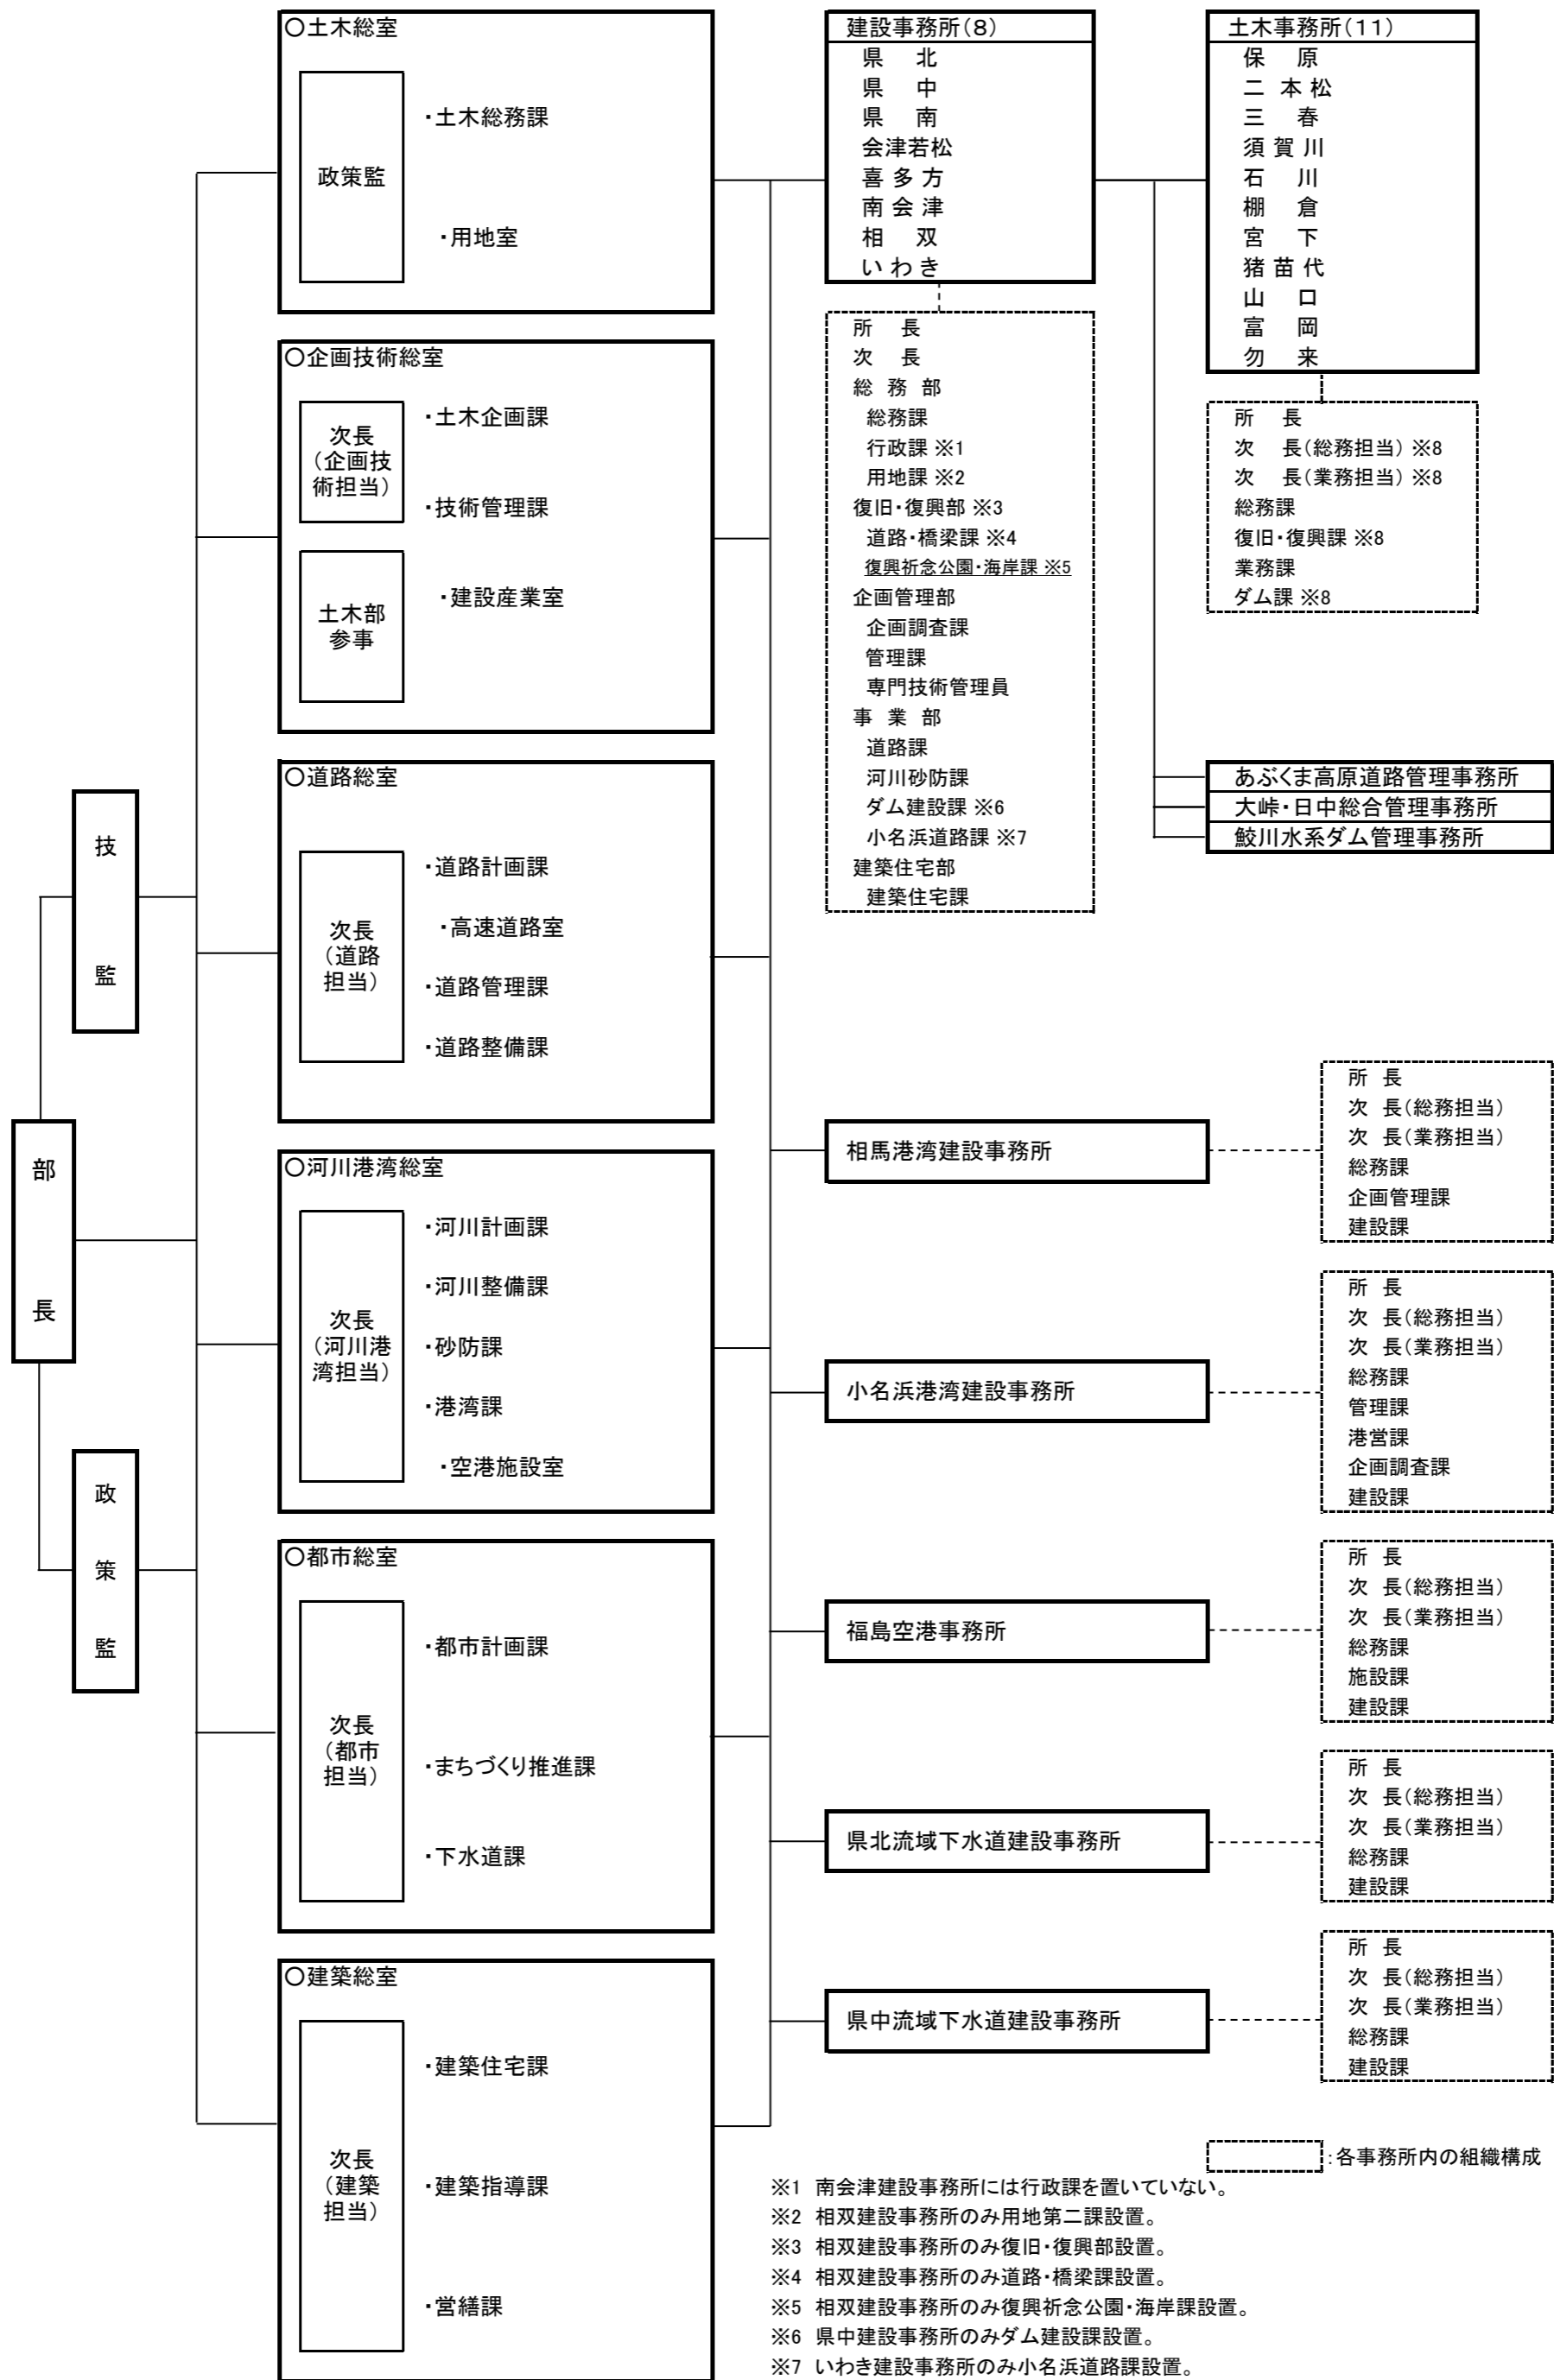 部長
技監
政策監
○土木総室
政策監
・土木総務課
・用地室
○企画技術総室
次長
（企画技
術担当）
土木部
参事
・土木企画課
・技術管理課
・建設産業室
○道路総室
次長
（道路
担当）
・道路計画課
・高速道路室
・道路管理課
・道路整備課
○河川港湾総室
次長
（河川港
湾担当）
・河川計画課
・河川整備課
・砂防課
・港湾課
・空港施設室
○都市総室
次長
（都市
担当）
・都市計画課
・まちづくり推進課
・下水道課
○建築総室
次長
（建築
担当）
・建築住宅課
・建築指導課
・営繕課
建設事務所（８）
県　北
県　中
県　南
会津若松
喜多方
南会津
相　双
いわき
所　長
次　長
総務部
総務課
行政課 ※1
用地課 ※2
復旧・復興部 ※3
道路・橋梁課 ※4
復興祈念公園・海岸課 ※5
企画管理部
企画調査課
管理課
専門技術管理員
事業部
道路課
河川砂防課
ダム建設課 ※6
小名浜道路課 ※7
建築住宅部
建築住宅課
土木事務所（１１）
保　原
二本松
三　春
須賀川
石　川
棚　倉
宮　下
猪苗代
山　口
富　岡
勿　来
所　長
次　長（総務担当） ※8
次　長（業務担当） ※8
総務課
復旧・復興課 ※8
業務課
ダム課 ※8
あぶくま高原道路管理事務所
大峠・日中総合管理事務所
鮫川水系ダム管理事務所
相馬港湾建設事務所
所　長
次　長（総務担当）
次　長（業務担当）
総務課
企画管理課
建設課
小名浜港湾建設事務所
所　長
次　長（総務担当）
次　長（業務担当）
総務課
管理課
港営課
企画調査課
建設課
福島空港事務所
所　長
次　長（総務担当）
次　長（業務担当）
総務課
施設課
建設課
県北流域下水道建設事務所
所　長
次　長（総務担当）
次　長（業務担当）
総務課
建設課
県中流域下水道建設事務所
所　長
次　長（総務担当）
次　長（業務担当）
総務課
建設課
：各事務所内の組織構成
※1　南会津建設事務所には行政課を置いていない。
※2　相双建設事務所のみ用地第二課設置。
※3　相双建設事務所のみ復旧・復興部設置。
※4　相双建設事務所のみ道路・橋梁課設置。
※5　相双建設事務所のみ復興祈念公園・海岸課設置。
※6　県中建設事務所のみダム建設課設置。
※7　いわき建設事務所のみ小名浜道路課設置。